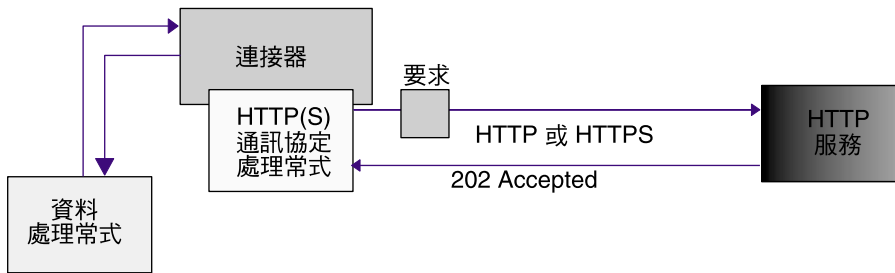 連接器
要求
HTTP(S)
通訊協定
處理常式
HTTP 或 HTTPS
HTTP
服務
202 Accepted
資料
處理常式